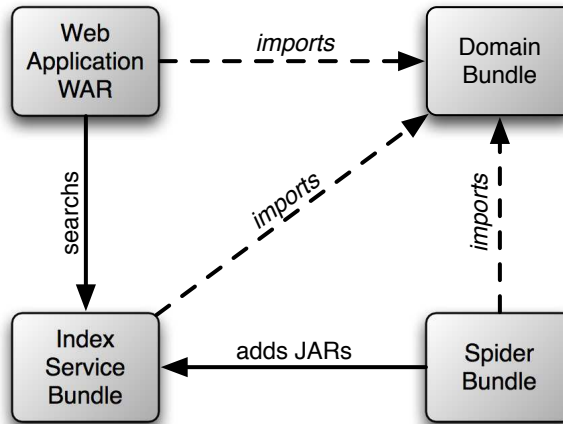 Web
Application
WAR
imports
Domain
Bundle
imports
searchs
imports
Index
Service
Bundle
adds JARs
Spider
Bundle